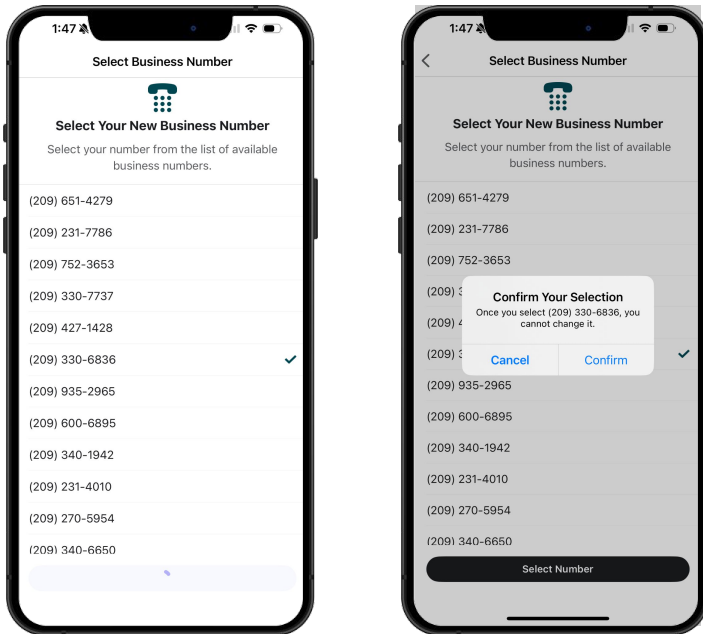 1:47
Select Business Number
Select Your New Business Number
Select your number from the list of available
business numbers.
(209) 651-4279
(209) 231-7786
(209) 752-3653
(209) 330-7737
(209) 427-1428
(209) 330-6836
(209) 935-2965
(209) 600-6895
(209) 340-1942
(209) 231-4010
(209) 270-5954
(209) 340-6650
1:47
Select Business Number
Select Your New Business Number
Select your number from the list of available
business numbers.
(209) 651-4279
(209) 231-7786
(209) 752-3653
(209) 3
Confirm Your Selection
Once you select (209) 330-6836, you
cannot change it.
(209) 4
(209) 3
Cancel Confirm
(209) 935-2965
(209) 600-6895
(209) 340-1942
(209) 231-4010
(209) 270-5954
(209) 340-6650
Select Number